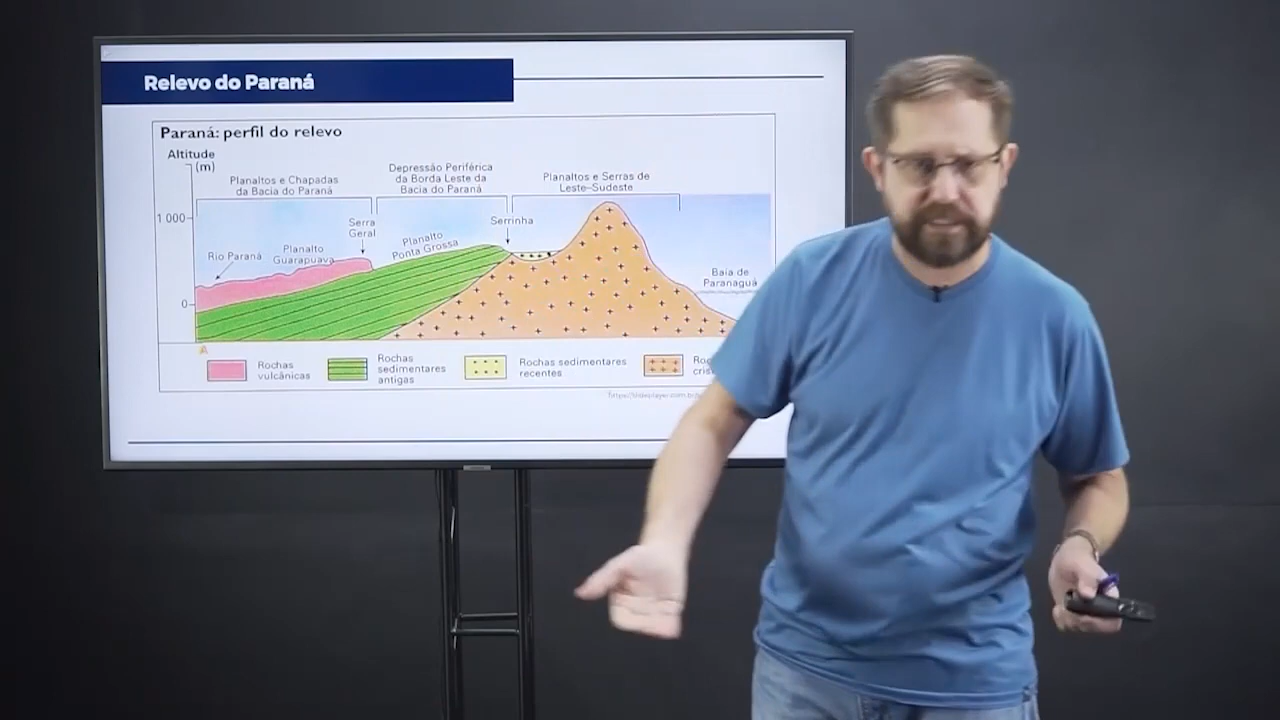 Relevo do Paraná
Paraná: perfil do relevo
Altitude
(m)
Planaltos e Chapadas
da Bacia do Paraná
Depressão Periférica
da Borda Leste da
Bacia do Paraná
Planaltos e Serras de
Leste-Sudeste
1 000
Serra
Geral
Serrinha
Rio Paraná
Planalto
Guarapuava
Planalto
Ponta Grossa
Baia de
Paranaguá
0
A
Rochas
vulcânicas
Rochas
sedimentares
antigas
Rochas sedimentares
recentes